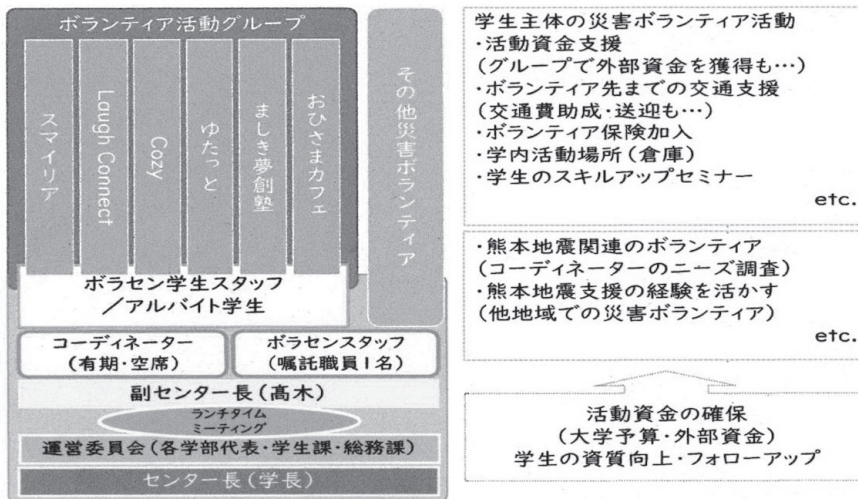 ボランティア活動グループ
スマイリア
Laugh Connect
Cozy
ゆたっと
ましき夢創塾
おひさまカフェ
その他災害ボランティア
ボラセン学生スタッフ
/アルバイト学生
コーディネーター
(有期・空席)
ボラセンスタッフ
(嘱託職員1名)
副センター長(髙木)
ランチタイム
ミーティング
運営委員会(各学部代表・学生課・総務課)
センター長(学長)
学生主体の災害ボランティア活動
・活動資金支援
(グループで外部資金を獲得も…)
・ボランティア先までの交通支援
(交通費助成・送迎も…)
・ボランティア保険加入
・学内活動場所(倉庫)
・学生のスキルアップセミナー
etc.
・熊本地震関連のボランティア
(コーディネーターのニーズ調査)
・熊本地震支援の経験を活かす
(他地域での災害ボランティア)
etc.
活動資金の確保
(大学予算・外部資金)
学生の資質向上・フォローアップ